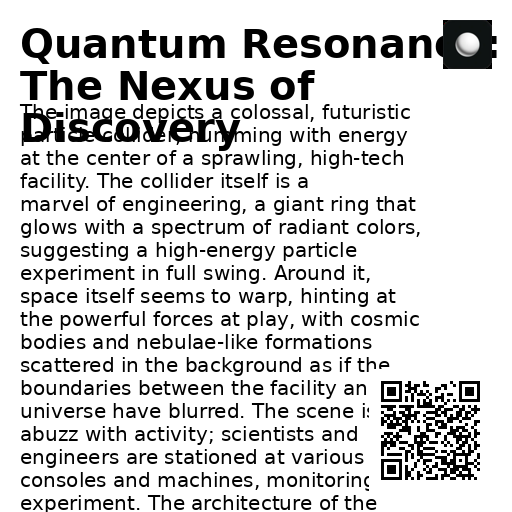 Quantum Resonance:
The Nexus of
Discovery
The image depicts a colossal, futuristic
particle collider, humming with energy
at the center of a sprawling, high-tech
facility. The collider itself is a
marvel of engineering, a giant ring that
glows with a spectrum of radiant colors,
suggesting a high-energy particle
experiment in full swing. Around it,
space itself seems to warp, hinting at
the powerful forces at play, with cosmic
bodies and nebulae-like formations
scattered in the background as if the
boundaries between the facility an
universe have blurred. The scene is
abuzz with activity; scientists and
engineers are stationed at various
consoles and machines, monitoring
experiment. The architecture of the